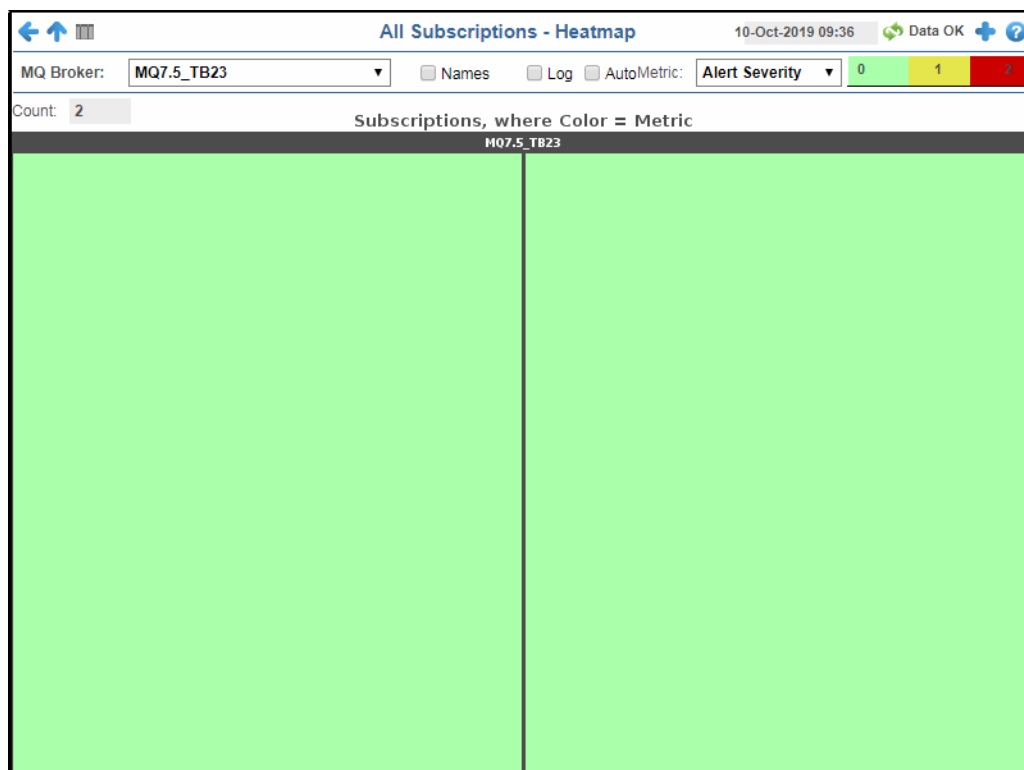 All Subscriptions - Heatmap 10-Oct-2019 09:36 Data OK ?
MQ Broker: MQ7.5_TB23 Names Log Auto Metric: Alert Severity 0 1 2
Count: 2
Subscriptions, where Color = Metric
MQ7.5_TB23